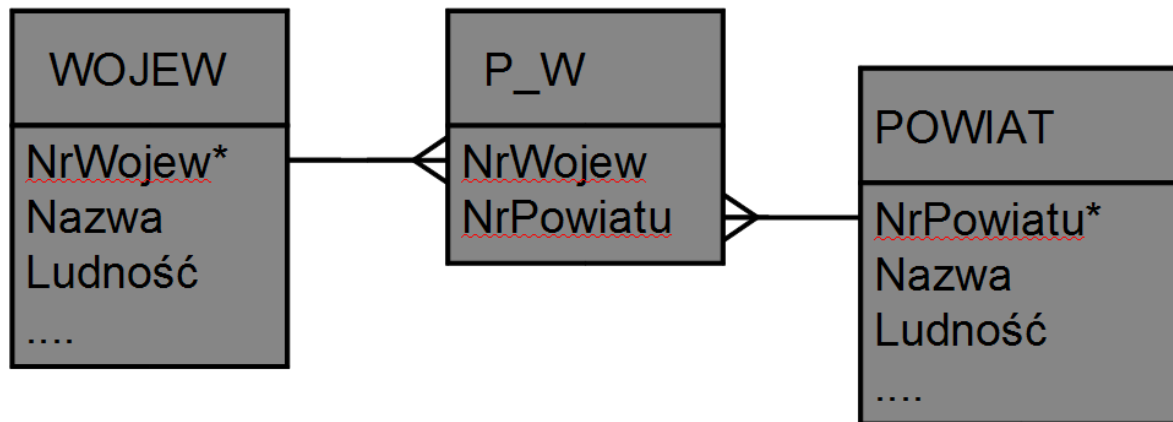 WOJEW
NrWojew*
Nazwa
Ludność
....
P_W
NrWojew
NrPowiatu
POWIAT
NrPowiatu*
Nazwa
Ludność
....